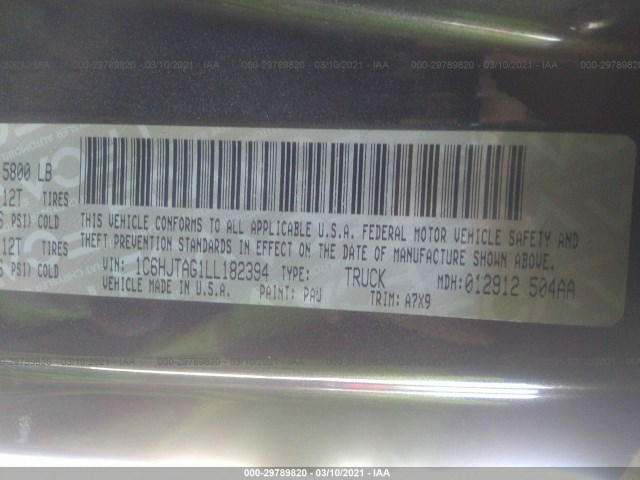 000-29789820 - 03/10/2021 - IAA
5800 LB
12T TIRES
PSI) COLD
12T TIRES
PSI) COLD
THIS VEHICLE CONFORMS TO ALL APPLICABLE U.S.A. FEDERAL MOTOR VEHICLE SAFETY AND
THEFT PREVENTION STANDARDS IN EFFECT ON THE DATE OF MANUFACTURE SHOWN ABOVE.
VIN: 1C6HJTAG1LL182394 TYPE: TRUCK MDH: 012912 504AA
VEHICLE MADE IN U.S.A. PAINT: PAU TRIM: A7X9
000-29789820 - 03/10/2021 - IAA